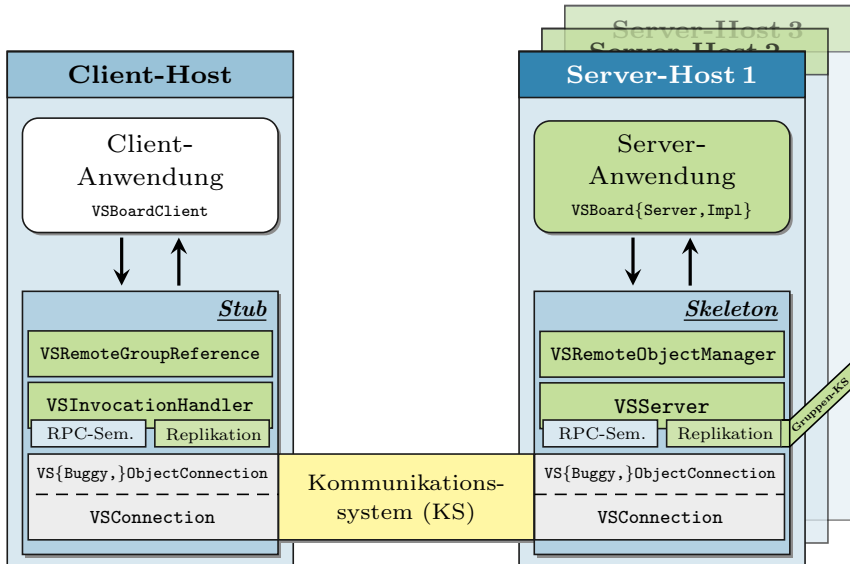 Server-Host 3
Server-Host 2
Client-Host
Server-Host 1
Client-
Anwendung
VSBoardClient
Server-
Anwendung
VSBoard{Server,Impl}
Stub
VSRemoteGroupReference
VSInvocationHandler
RPC-Sem.
Replikation
VS{Buggy,}ObjectConnection
VSConnection
Kommunikations-
system (KS)
Skeleton
VSRemoteObjectManager
VSServer
RPC-Sem.
Replikation
Gruppen-KS
VS{Buggy,}ObjectConnection
VSConnection